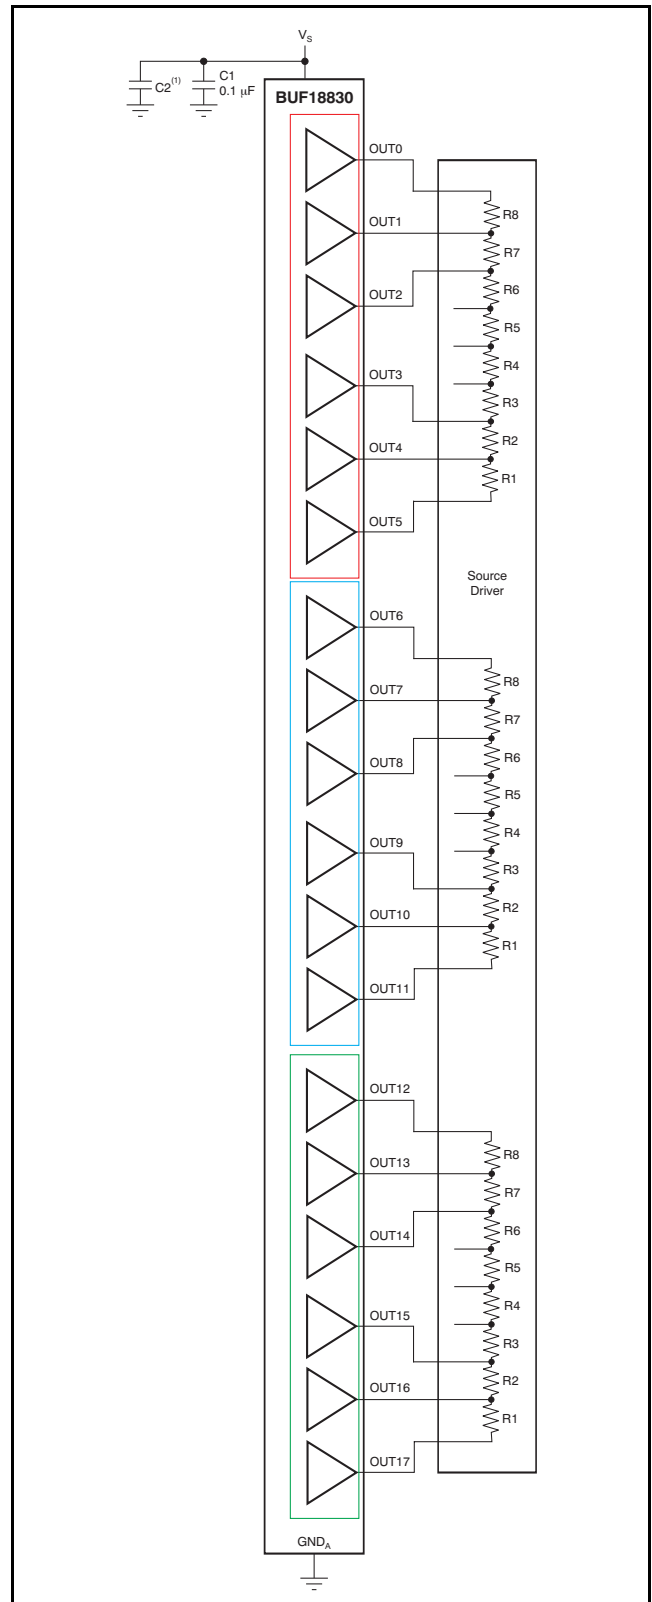 VS
C2(1)
C1
0.1 μF
BUF18830
OUT0
R8
OUT1
R7
OUT2
R6
R5
R4
OUT3
R3
R2
OUT4
R1
OUT5
Source
Driver
OUT6
R8
OUT7
R7
OUT8
R6
R5
R4
OUT9
R3
R2
OUT10
R1
OUT11
OUT12
R8
OUT13
R7
OUT14
R6
R5
R4
OUT15
R3
R2
OUT16
R1
OUT17
GNDA